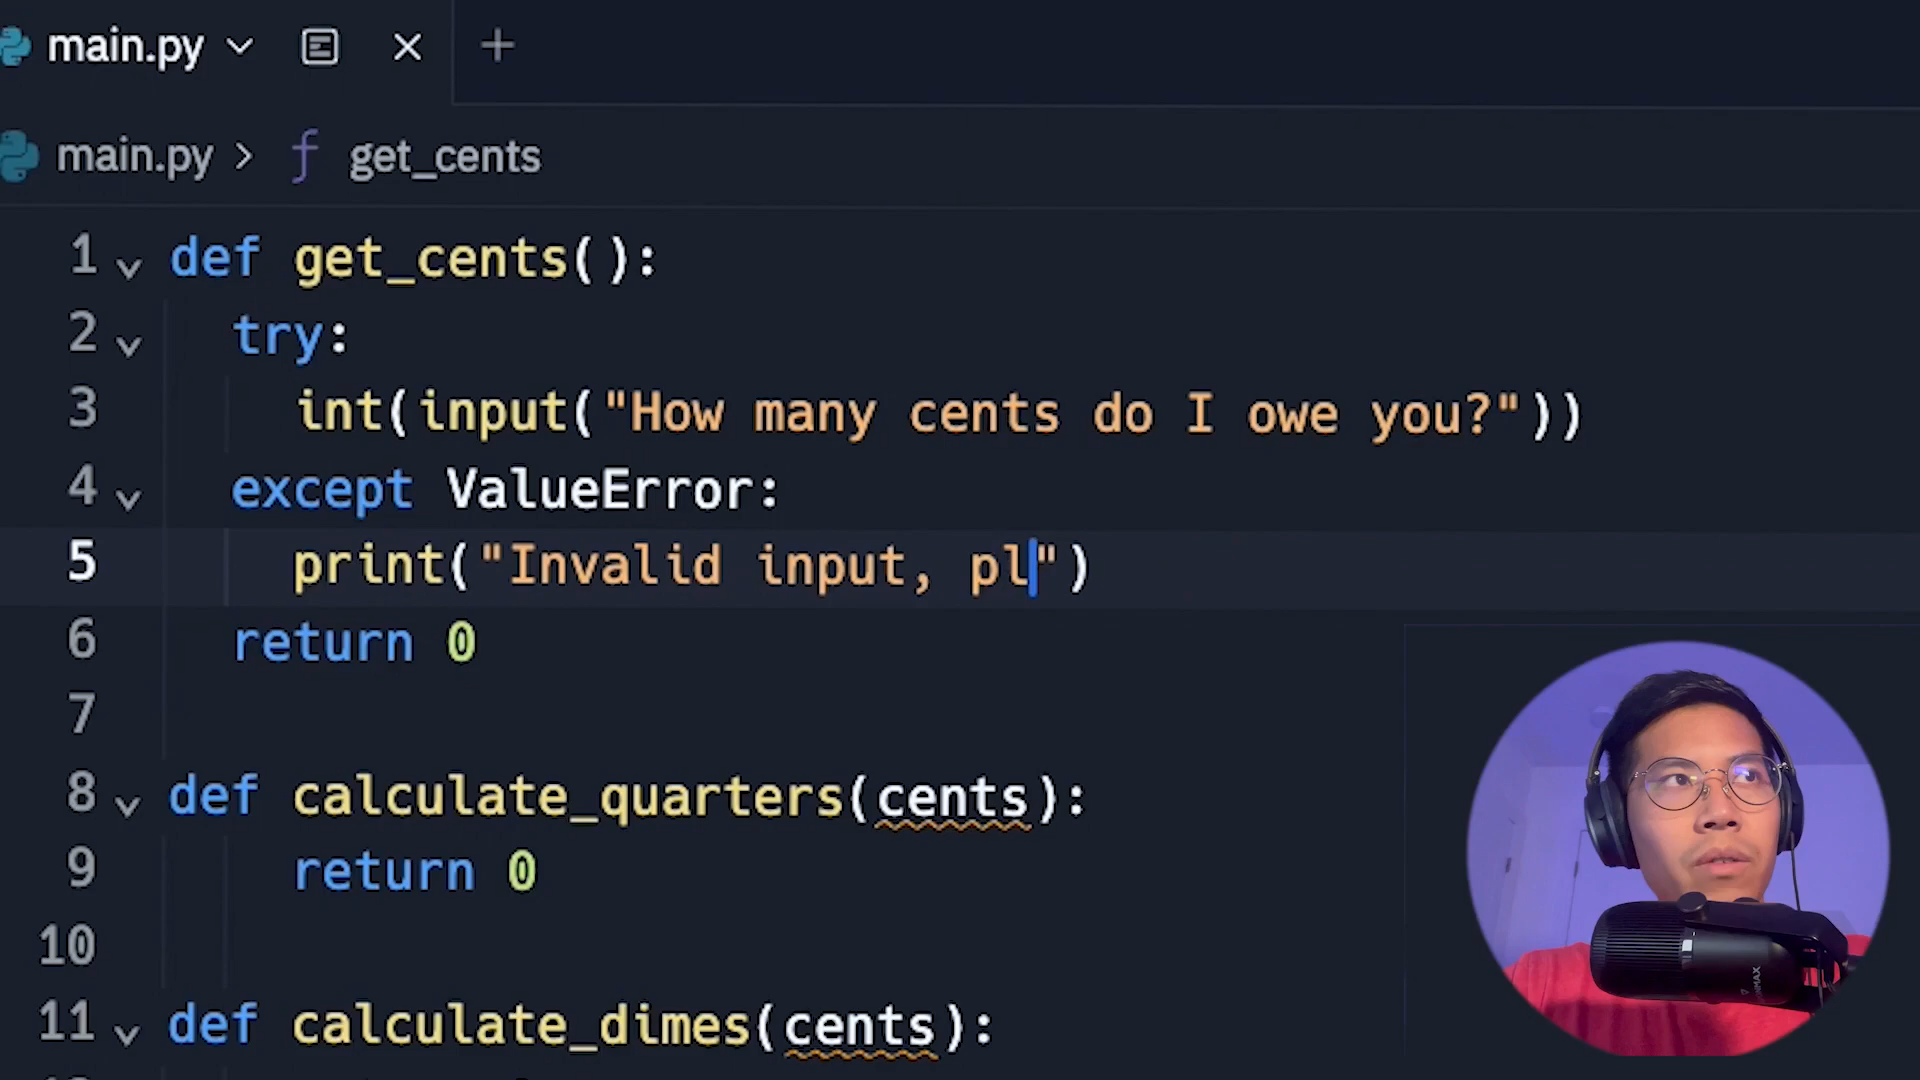 main.py
main.py > get_cents
1 def get_cents():
2 try:
3 int(input("How many cents do I owe you?"))
4 except ValueError:
5 print("Invalid input, pl")
6 return 0
7
8 def calculate_quarters(cents):
9 return 0
10
11 def calculate_dimes(cents):